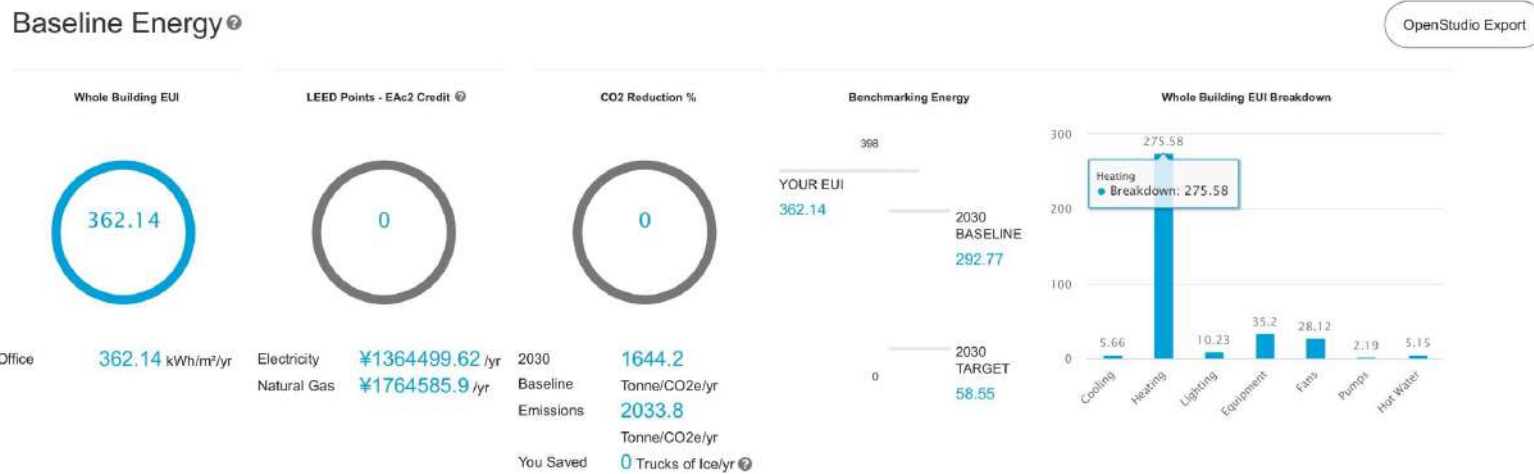 Baseline Energy
OpenStudio Export
Whole Building EUI
LEED Points - EAc2 Credit
CO2 Reduction %
Benchmarking Energy
Whole Building EUI Breakdown
362.14
Office 362.14 kWh/m²/yr
0
Electricity ¥1364499.62 /yr
Natural Gas ¥1764585.9 /yr
0
2030 1644.2
Baseline Tonne/CO2e/yr
Emissions 2033.8
Tonne/CO2e/yr
You Saved 0 Trucks of Ice/yr
398
YOUR EUI
362.14
2030
BASELINE
292.77
2030
TARGET
58.55
0
300
200
100
0
275.58
Heating
Breakdown: 275.58
5.66
10.23
35.2
28.12
2.19
5.15
Cooling
Heating
Lighting
Equipment
Fans
Pumps
Hot Water